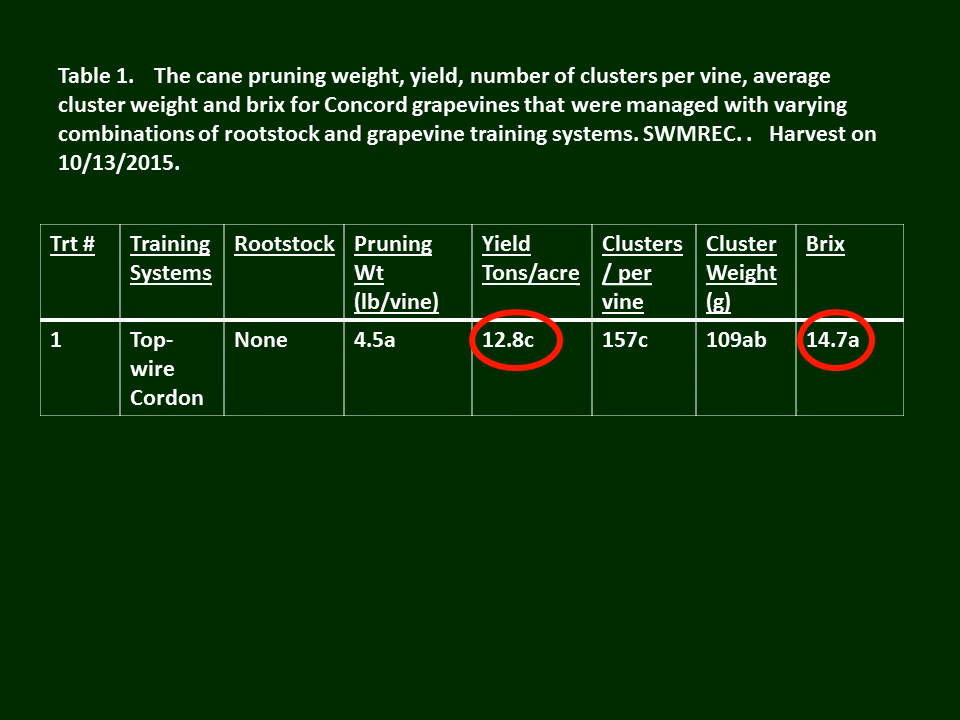 Table 1.    The cane pruning weight, yield, number of clusters per vine, average
cluster weight and brix for Concord grapevines that were managed with varying
combinations of rootstock and grapevine training systems. SWMREC. .   Harvest on
10/13/2015.
Trt #
Training
Systems
Rootstock
Pruning
Wt
(lb/vine)
Yield
Tons/acre
Clusters
/ per
vine
Cluster
Weight
(g)
Brix
1
Top-
wire
Cordon
None
4.5a
12.8c
157c
109ab
14.7a